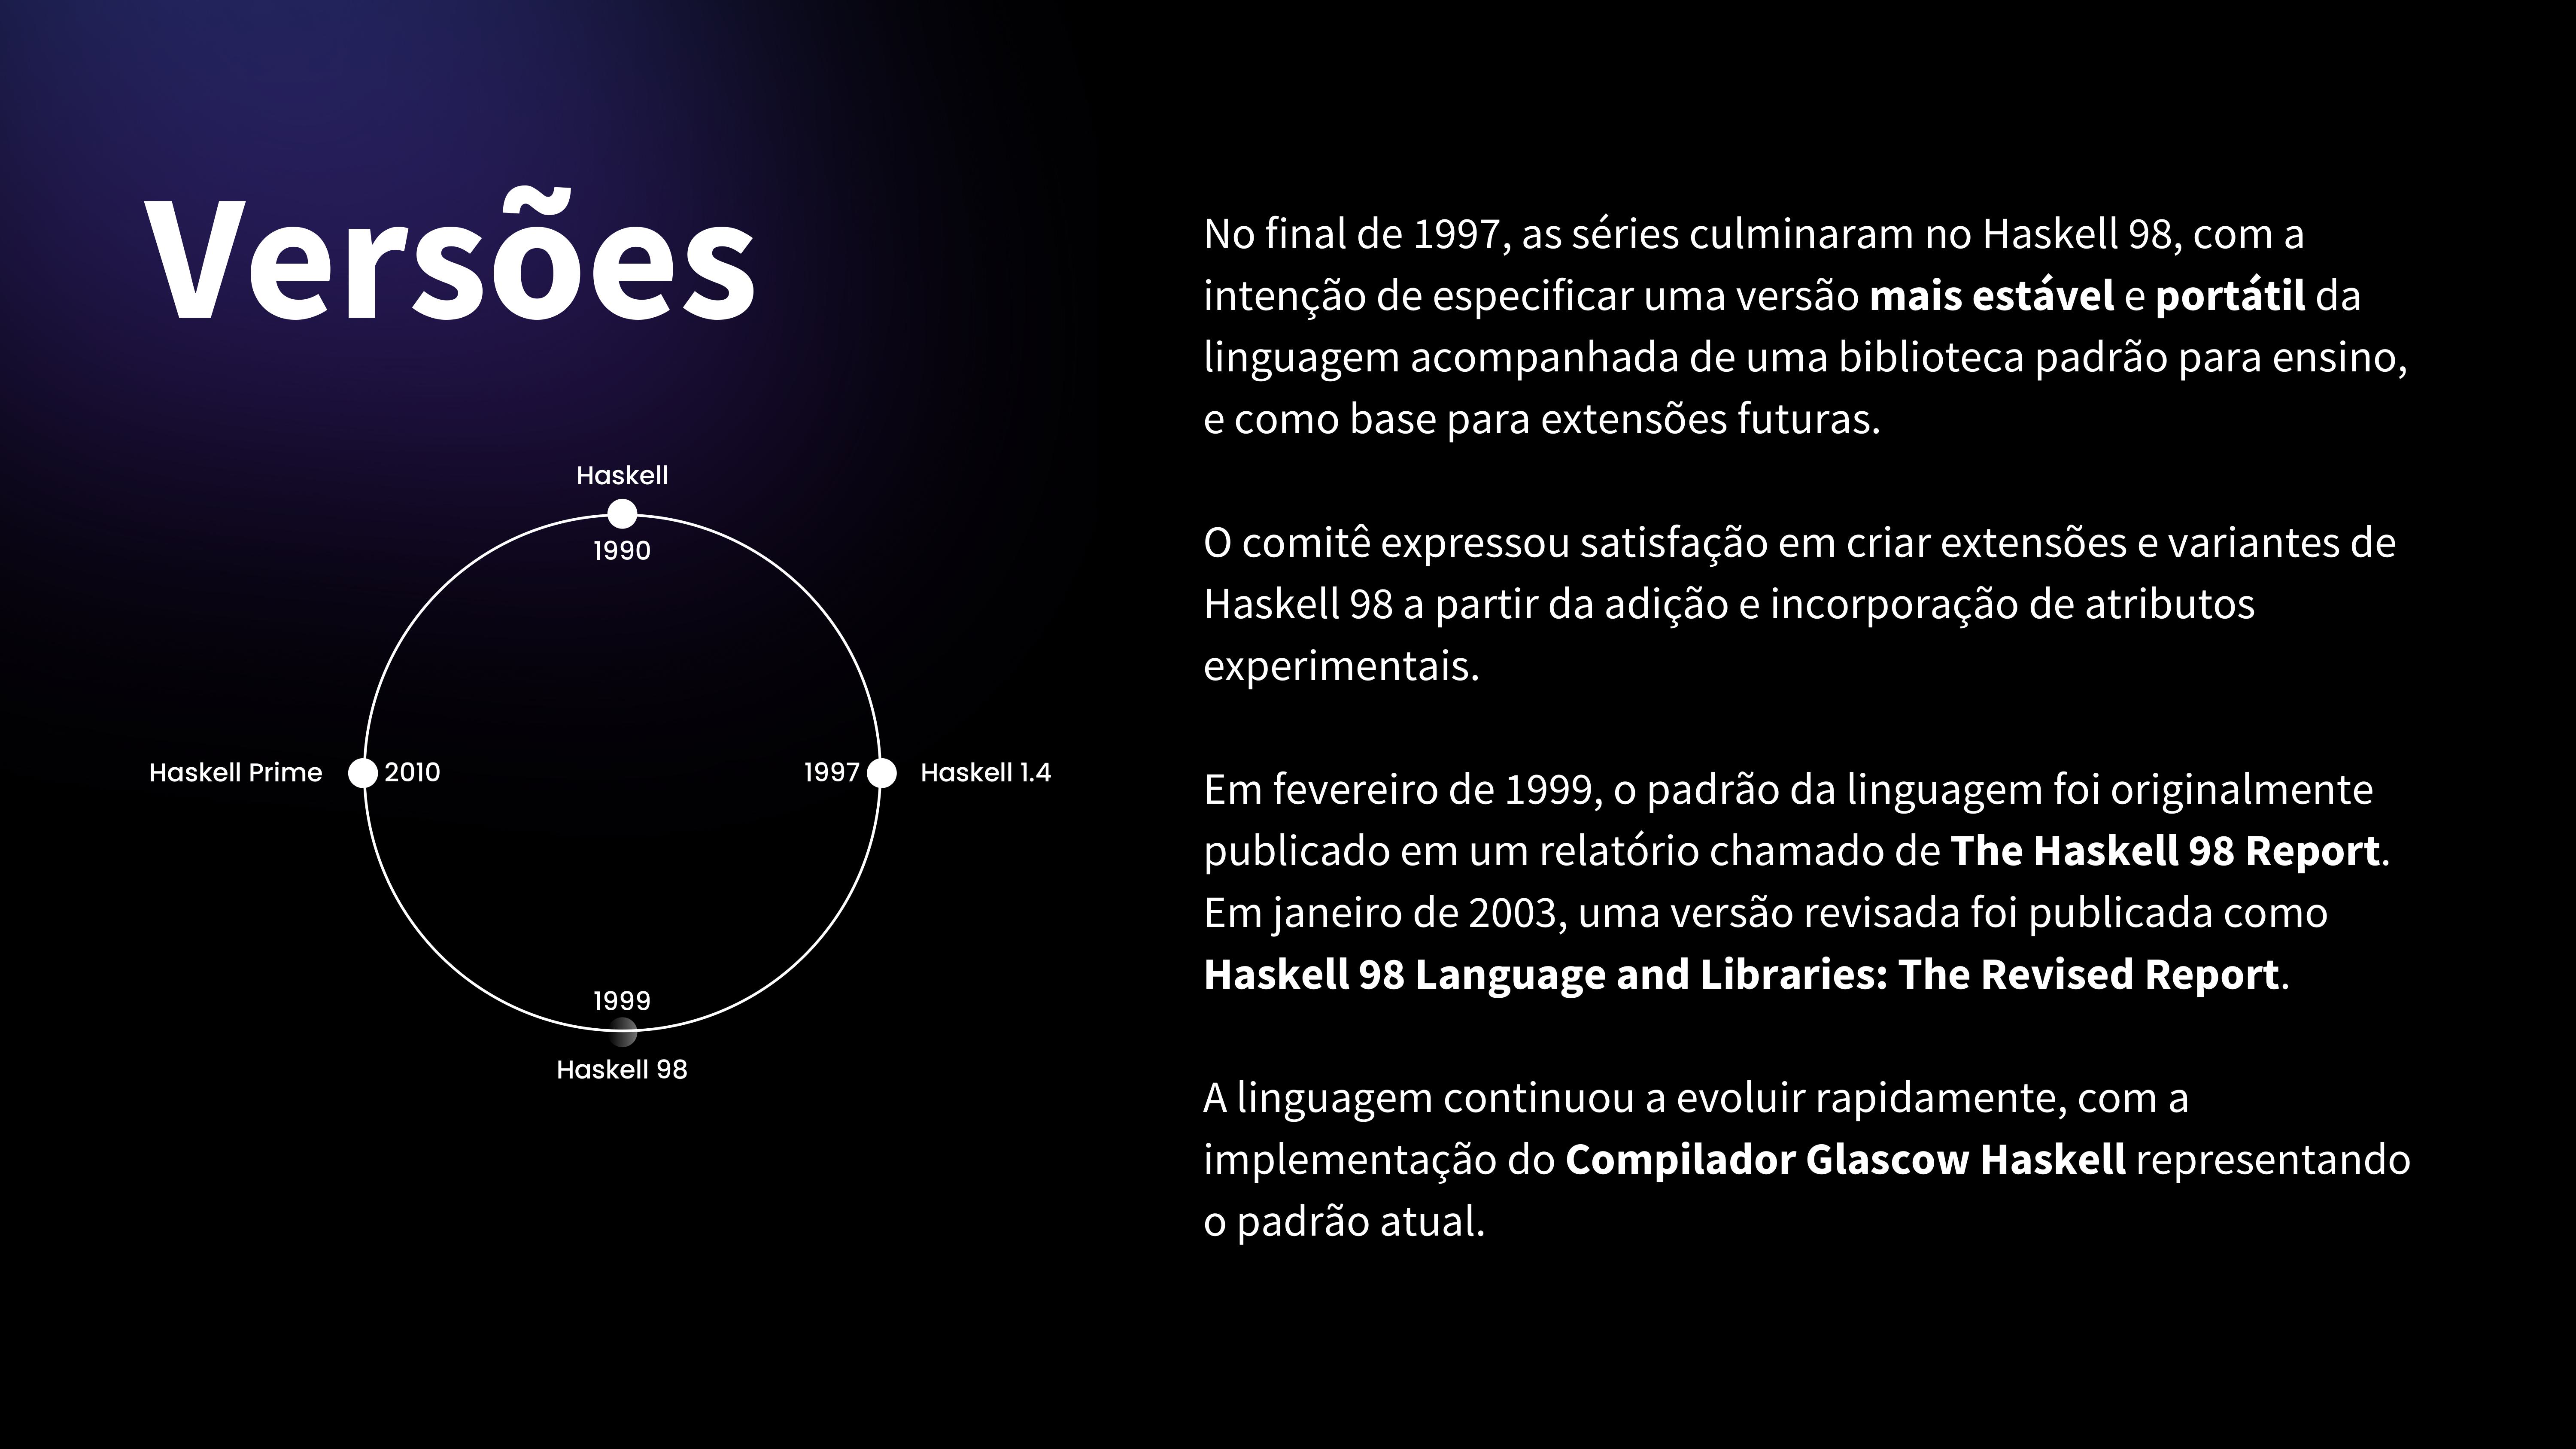 Versões
Haskell
1990
Haskell Prime
2010
1997
Haskell 1.4
1999
Haskell 98
No final de 1997, as séries culminaram no Haskell 98, com a
intenção de especificar uma versão mais estável e portátil da
linguagem acompanhada de uma biblioteca padrão para ensino,
e como base para extensões futuras.
O comitê expressou satisfação em criar extensões e variantes de
Haskell 98 a partir da adição e incorporação de atributos
experimentais.
Em fevereiro de 1999, o padrão da linguagem foi originalmente
publicado em um relatório chamado de The Haskell 98 Report.
Em janeiro de 2003, uma versão revisada foi publicada como
Haskell 98 Language and Libraries: The Revised Report.
A linguagem continuou a evoluir rapidamente, com a
implementação do Compilador Glascow Haskell representando
o padrão atual.